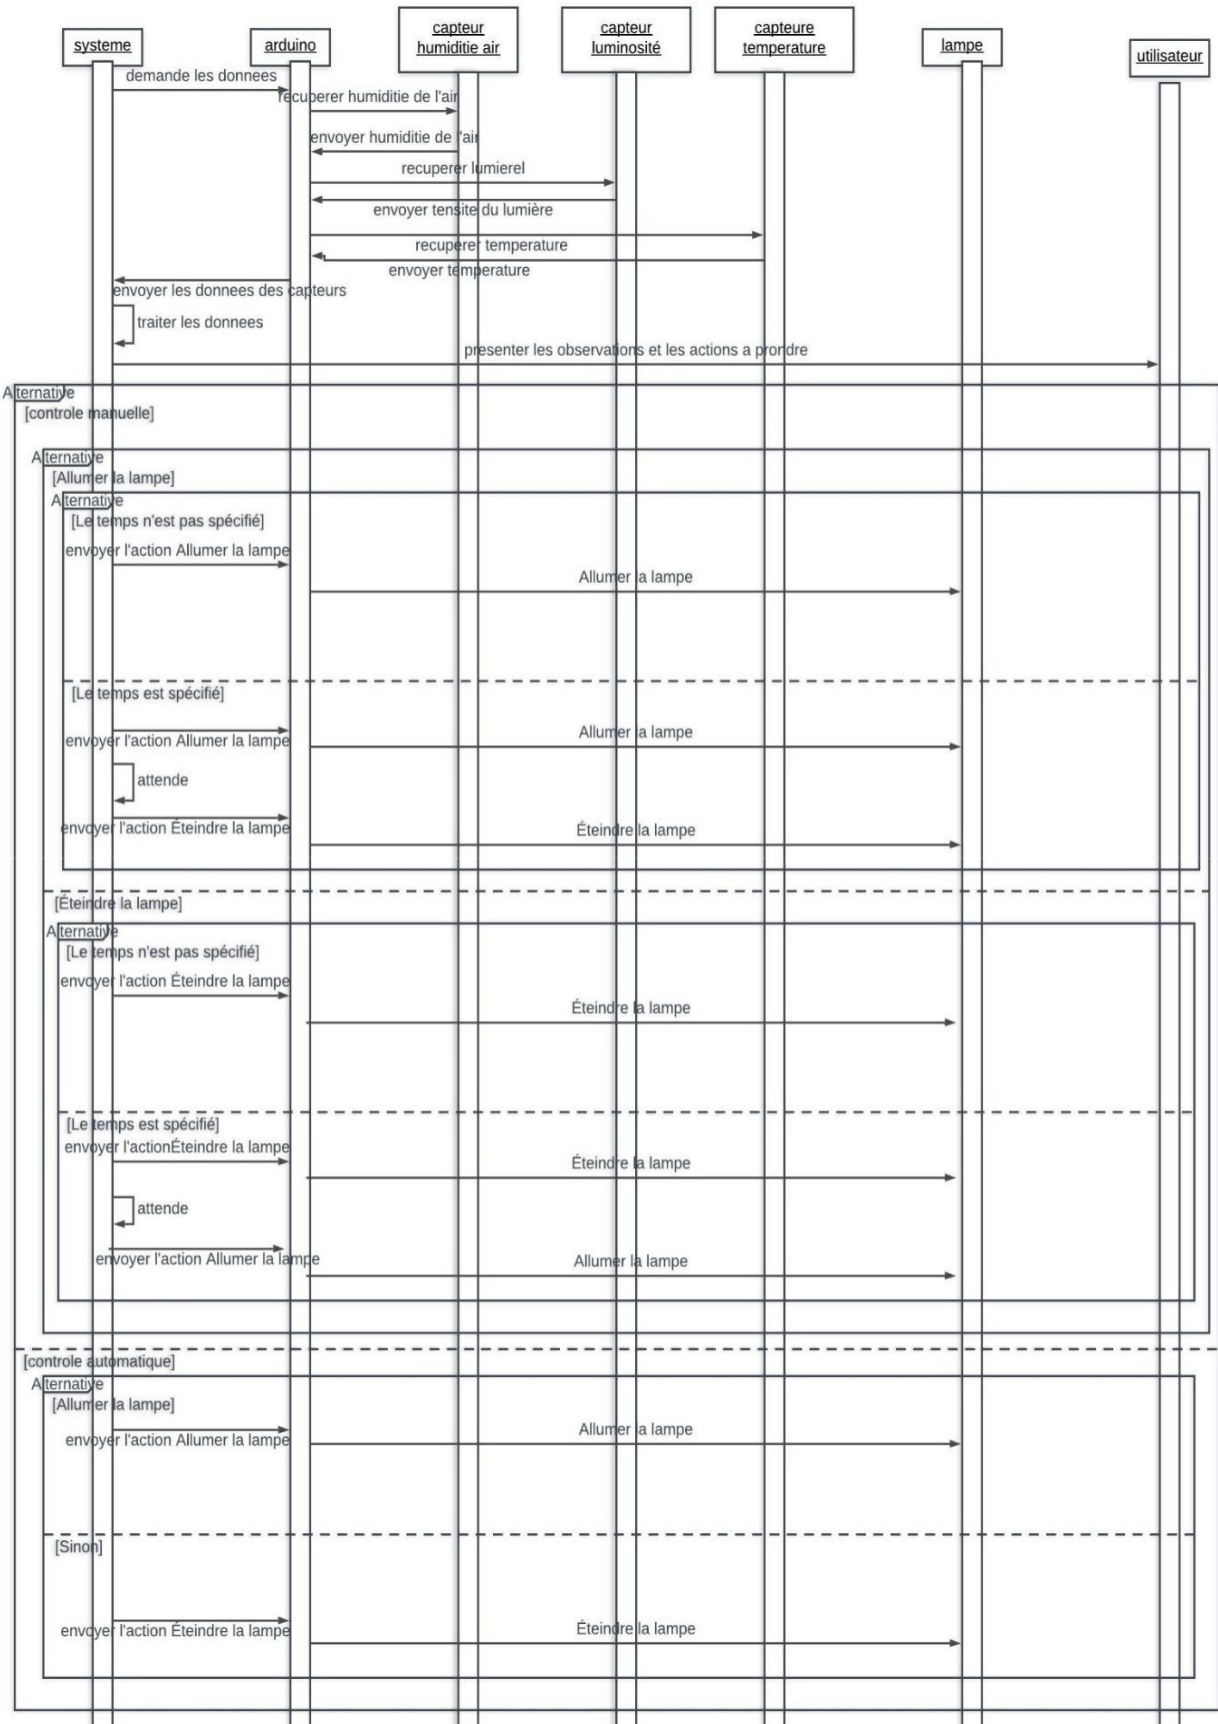 systeme
arduino
capteur
humiditie air
capteur
luminosité
capteure
temperature
lampe
utilisateur
demande les donnees
recuperer humiditie de l'air
envoyer humiditie de l'air
recuperer lumierel
envoyer tensite du lumière
recuperer temperature
envoyer temperature
envoyer les donnees des capteurs
traiter les donnees
presenter les observations et les actions a prondre
Alternative
[controle manuelle]
Alternative
[Allumer la lampe]
Alternative
[Le temps n'est pas spécifié]
envoyer l'action Allumer la lampe
Allumer la lampe
[Le temps est spécifié]
envoyer l'action Allumer la lampe
Allumer la lampe
attende
envoyer l'action Éteindre la lampe
Éteindre la lampe
[Éteindre la lampe]
Alternative
[Le temps n'est pas spécifié]
envoyer l'action Éteindre la lampe
Éteindre la lampe
[Le temps est spécifié]
envoyer l'actionÉteindre la lampe
Éteindre la lampe
attende
envoyer l'action Allumer la lampe
Allumer la lampe
[controle automatique]
Alternative
[Allumer la lampe]
envoyer l'action Allumer la lampe
Allumer la lampe
[Sinon]
envoyer l'action Éteindre la lampe
Éteindre la lampe